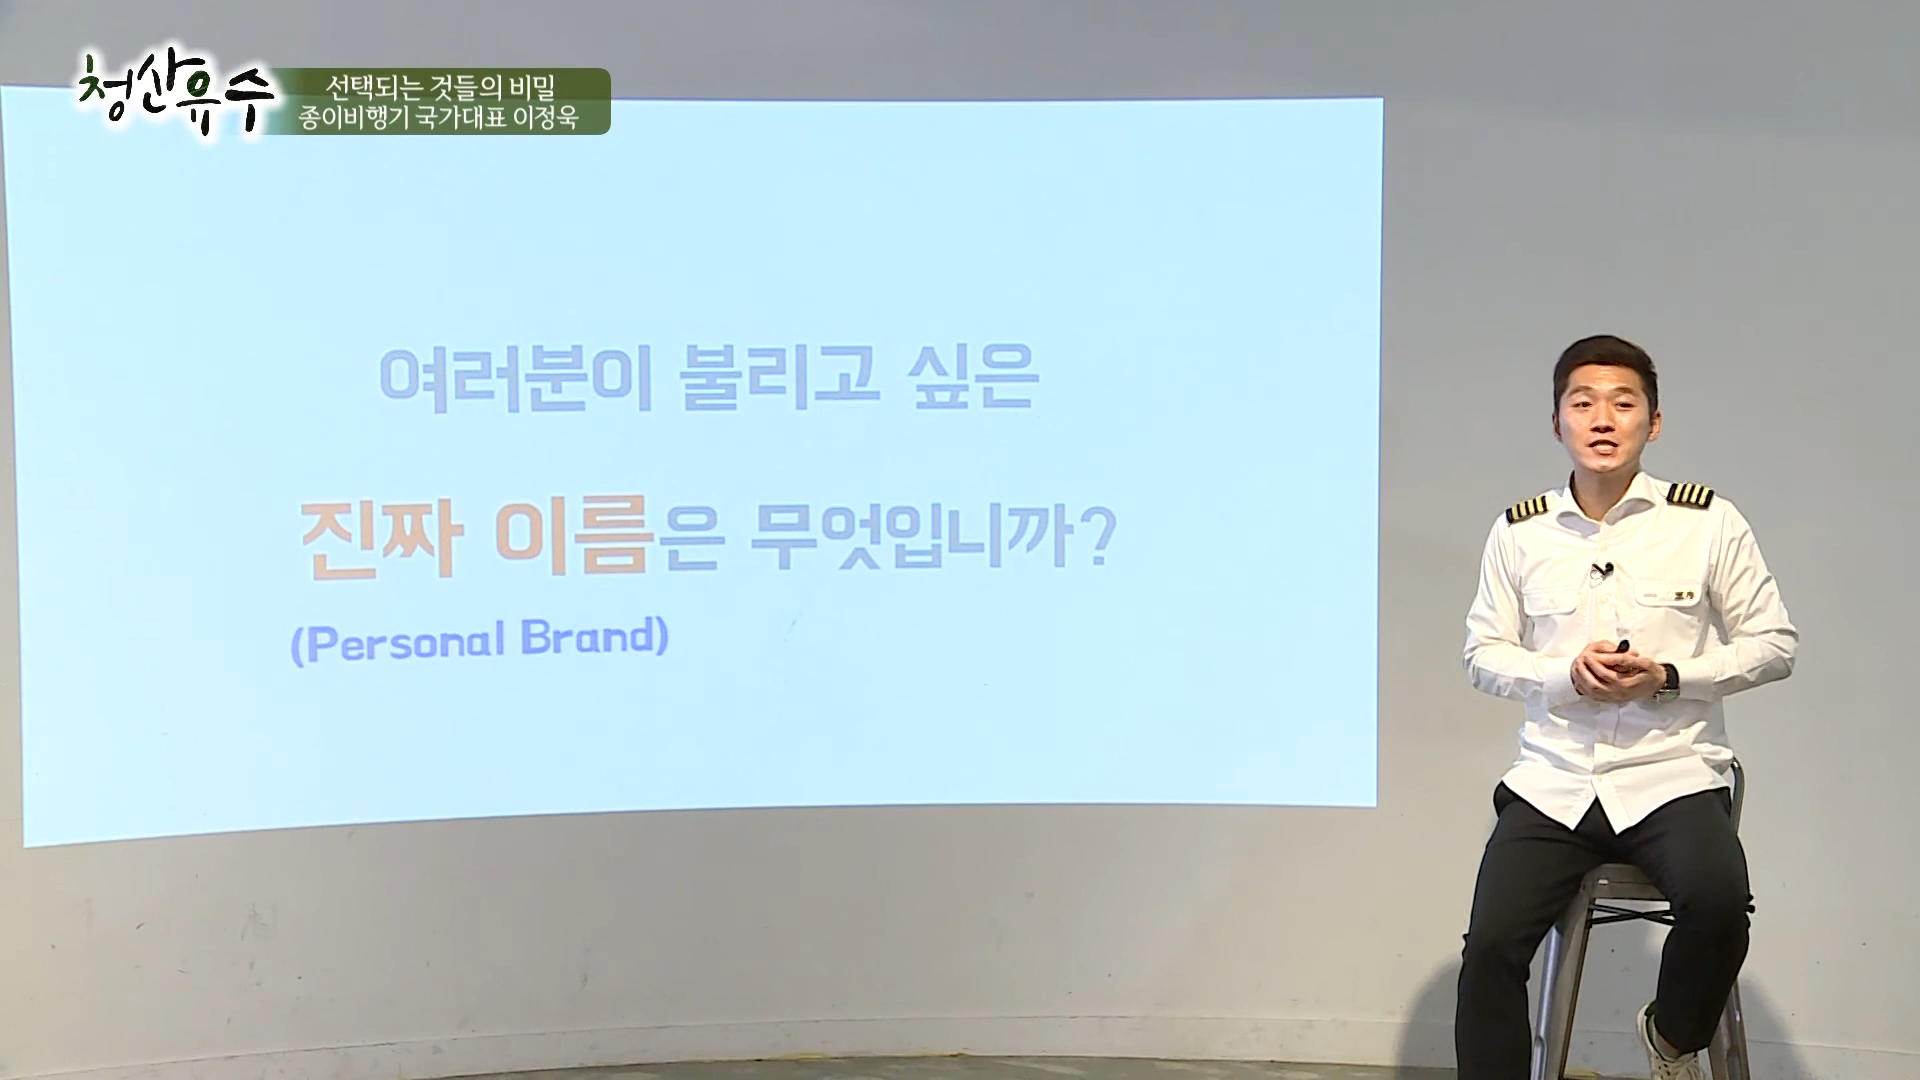 청산유수
선택되는 것들의 비밀
종이비행기 국가대표 이정욱
여러분이 불리고 싶은
진짜 이름은 무엇입니까?
(Personal Brand)